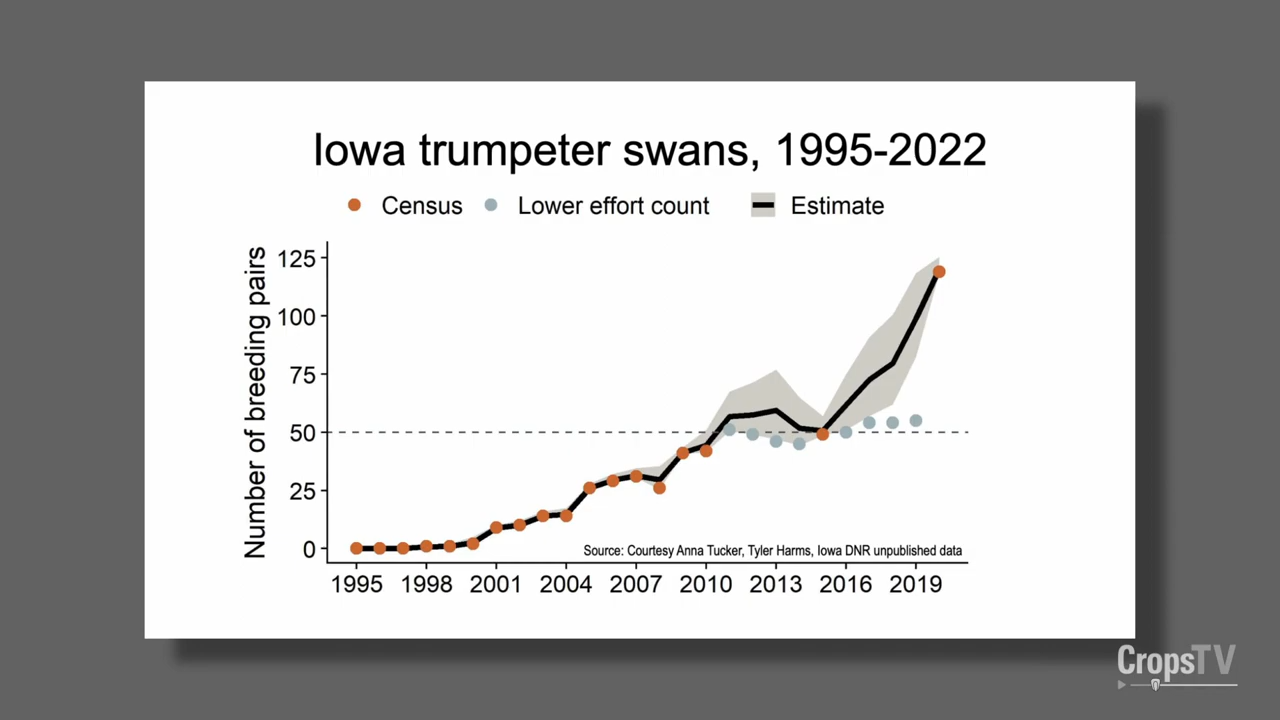 Iowa trumpeter swans, 1995-2022
Census Lower effort count Estimate
Number of breeding pairs
125
100
75
50
25
0
Source: Courtesy Anna Tucker, Tyler Harms, Iowa DNR unpublished data
1995 1998 2001 2004 2007 2010 2013 2016 2019
CropsTV